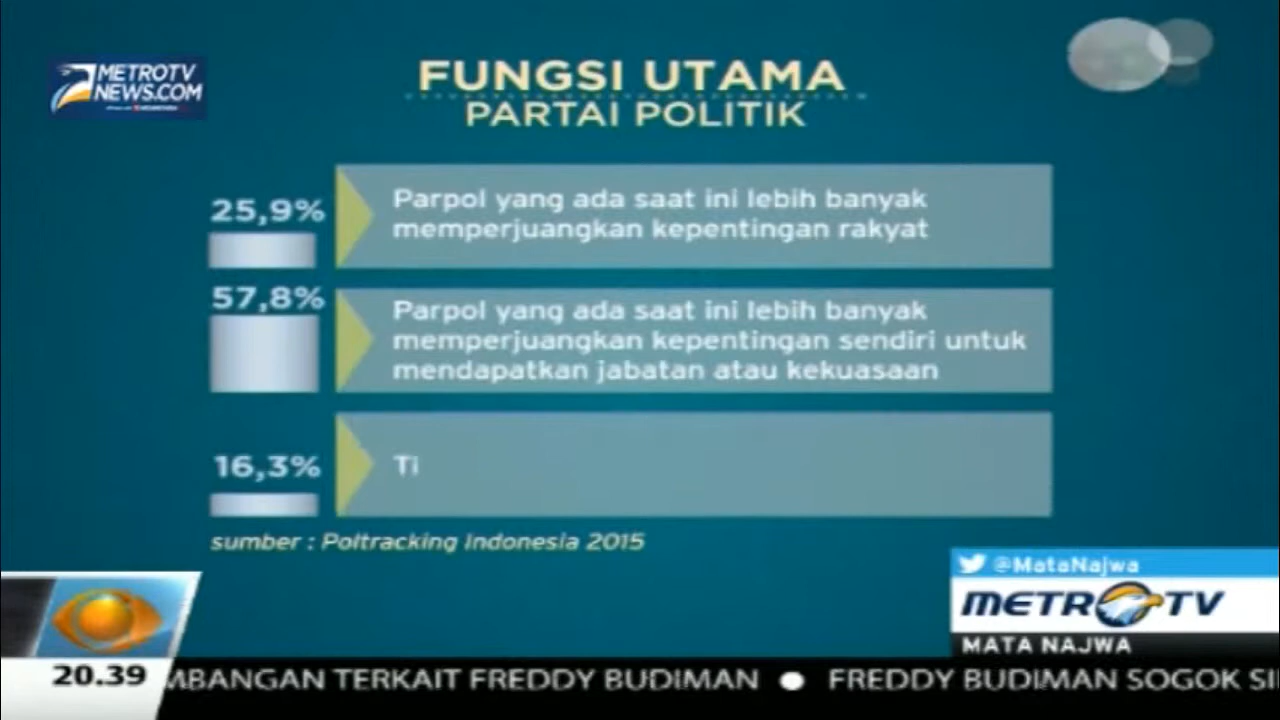 METROTV
NEWS.COM
FUNGSI UTAMA
PARTAI POLITIK
25,9%
Parpol yang ada saat ini lebih banyak
memperjuangkan kepentingan rakyat
57,8%
Parpol yang ada saat ini lebih banyak
memperjuangkan kepentingan sendiri untuk
mendapatkan jabatan atau kekuasaan
16,3%
Ti
sumber : Poltracking Indonesia 2015
@MataNajwa
METRO TV
MATA NAJWA
20.39
MBANGAN TERKAIT FREDDY BUDIMAN ● FREDDY BUDIMAN SOGOK SI